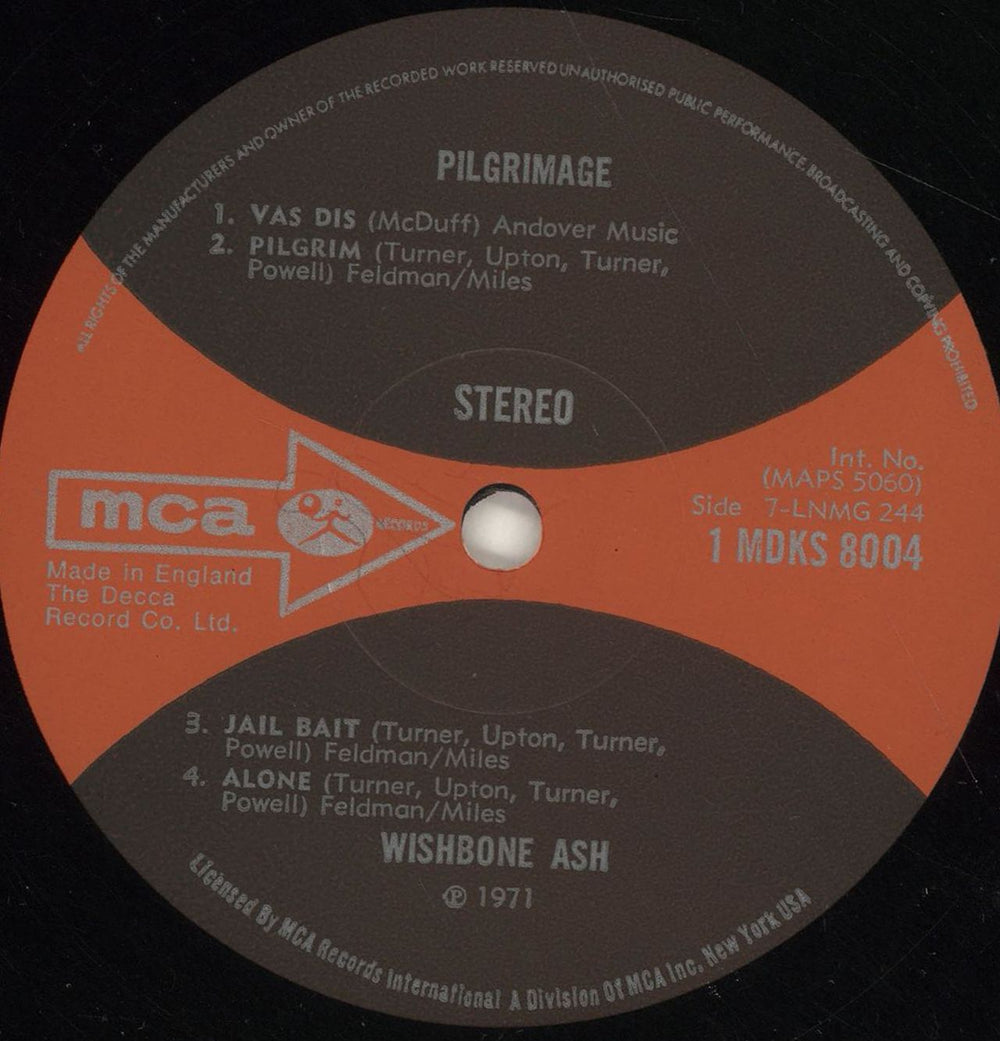 ALL RIGHTS OF THE MANUFACTURERS AND OWNER OF THE RECORDED WORK RESERVED UNAUTHORISED PUBLIC PERFORMANCE, BROADCASTING AND COPYING PROHIBITED
PILGRIMAGE
1. VAS DIS (McDuff) Andover Music
2. PILGRIM (Turner, Upton, Turner,
Powell) Feldman/Miles
STEREO
mca RECORDS
Made in England
The Decca
Record Co. Ltd.
Int. No.
(MAPS 5060)
Side 7-LNMG 244
1 MDKS 8004
3. JAIL BAIT (Turner, Upton, Turner,
Powell) Feldman/Miles
4. ALONE (Turner, Upton, Turner,
Powell) Feldman/Miles
WISHBONE ASH
℗ 1971
Licensed By MCA Records International A Division Of MCA Inc. New York USA